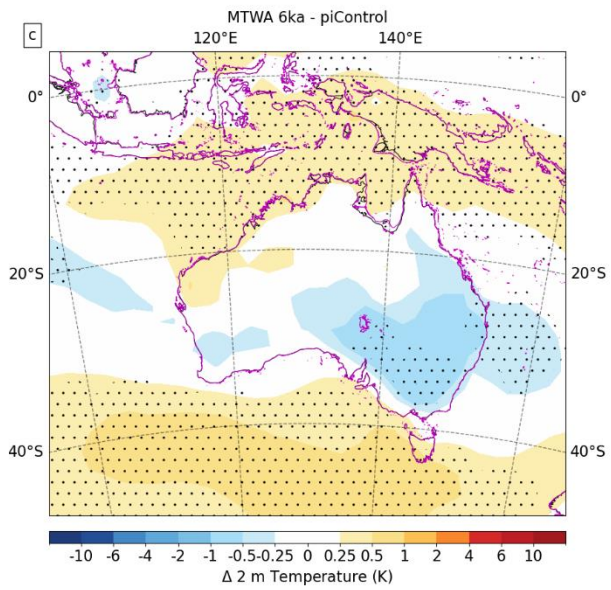 MTWA 6ka - piControl
c
120°E 140°E
0° 0°
20°S 20°S
40°S 40°S
-10 -6 -4 -2 -1 -0.5 -0.25 0 0.25 0.5 1 2 4 6 10
Δ 2 m Temperature (K)